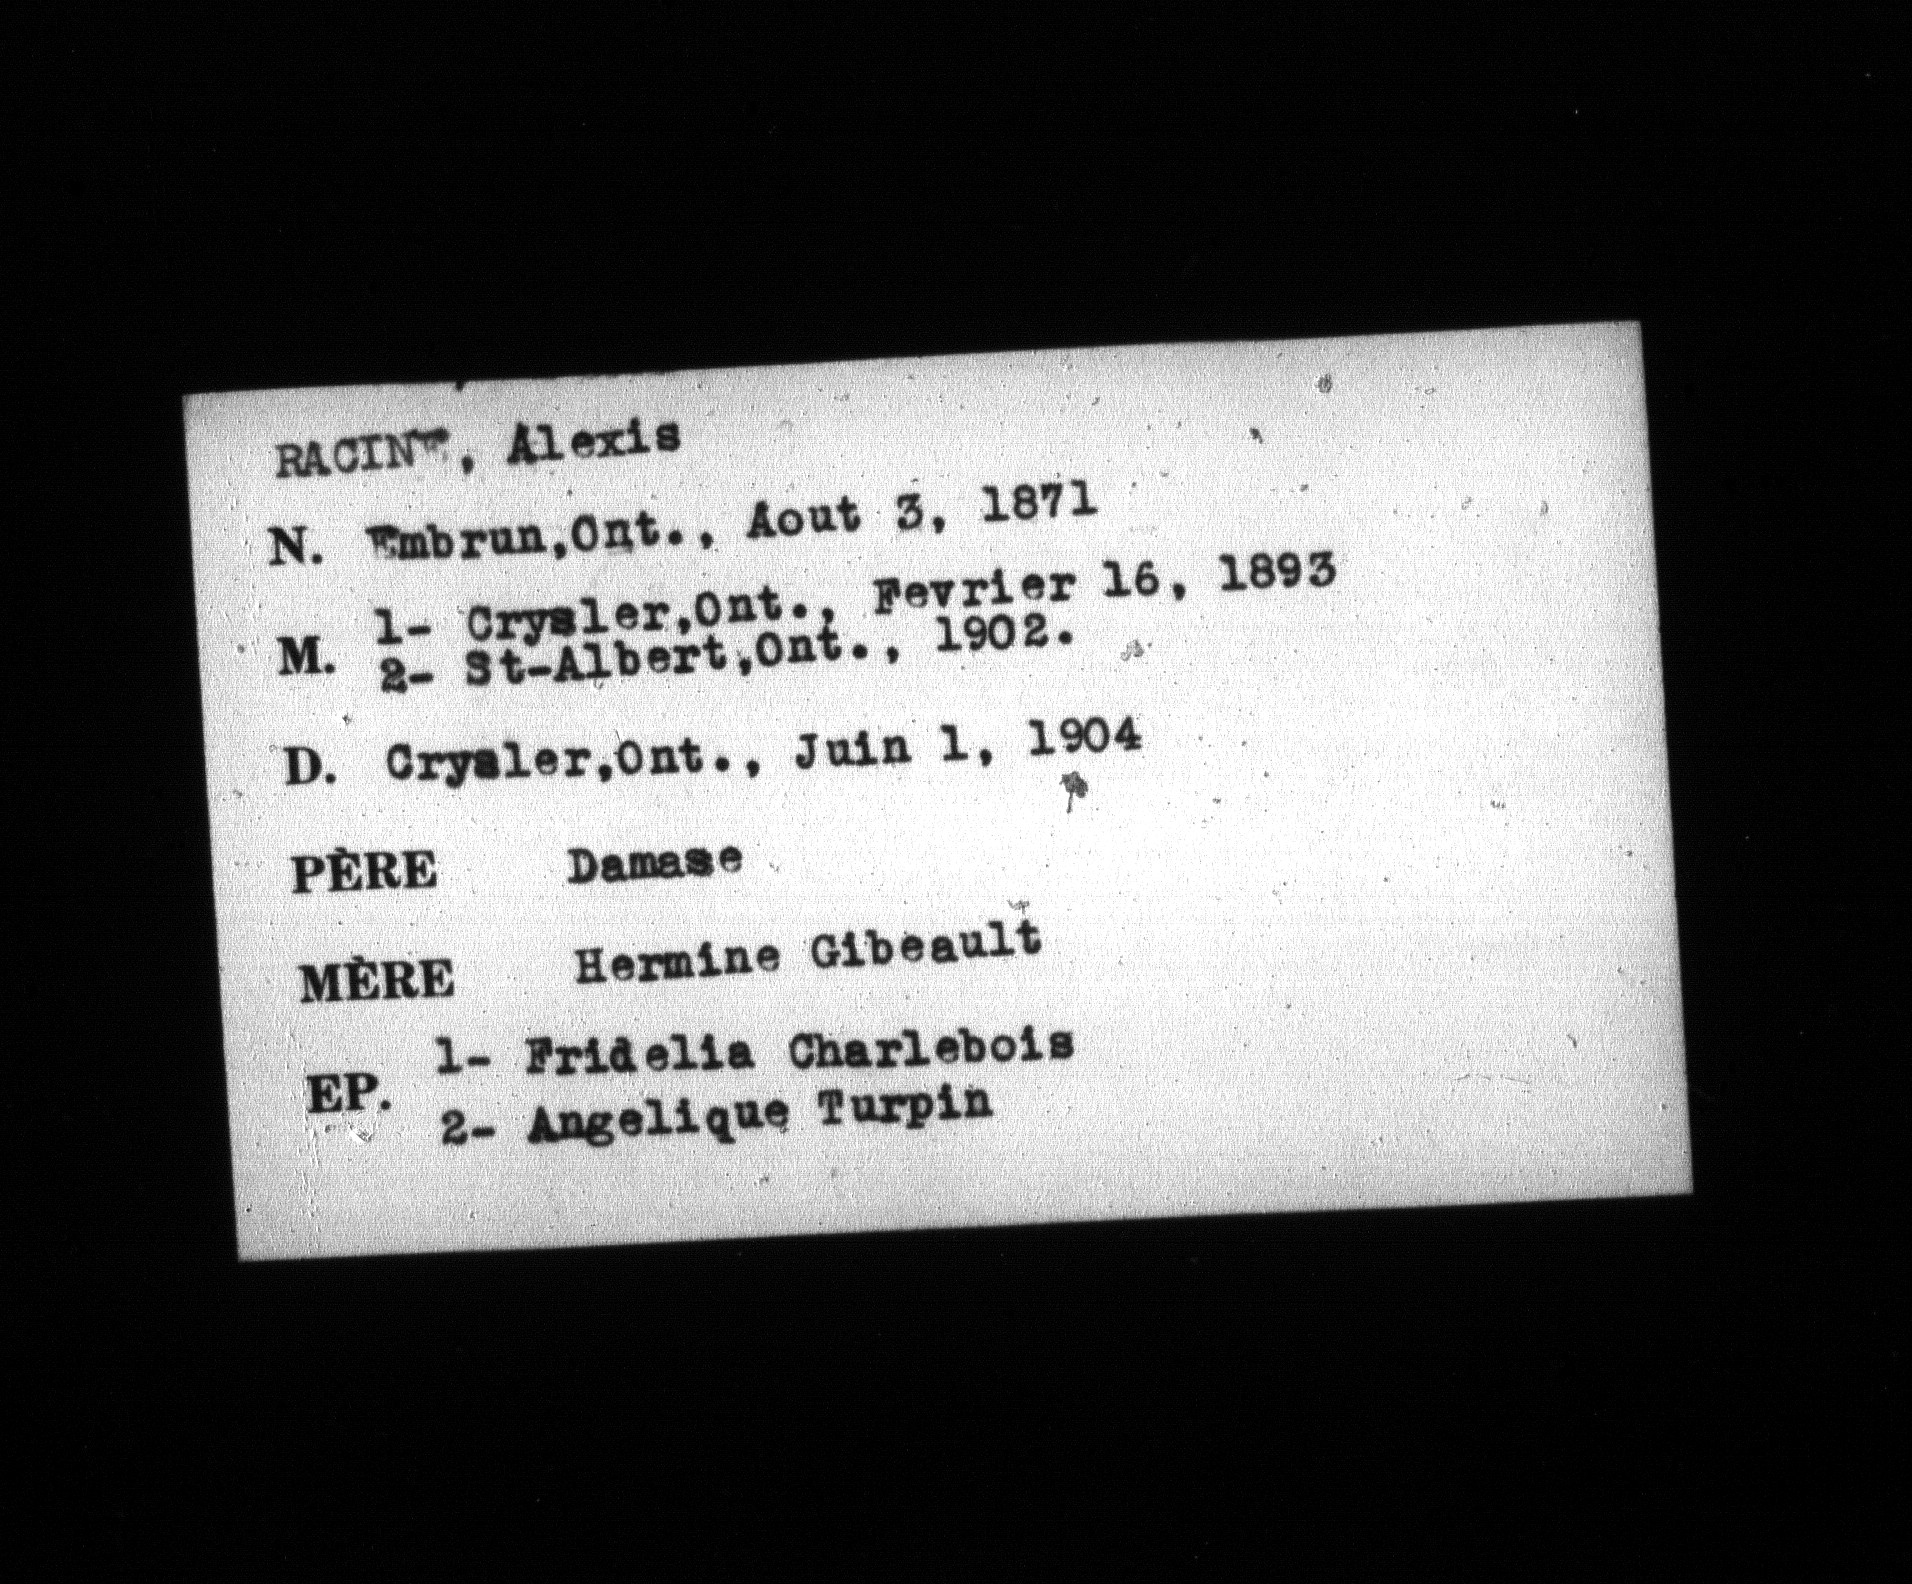 RACINE, Alexis
N. Embrun,Ont., Aout 3, 1871
M. 1- Crysler,Ont., Fevrier 16, 1893
2- St-Albert,Ont., 1902.
D. Crysler,Ont., Juin 1, 1904
PÈRE Damase
MÈRE Hermine Gibeault
EP. 1- Fridelia Charlebois
2- Angelique Turpin